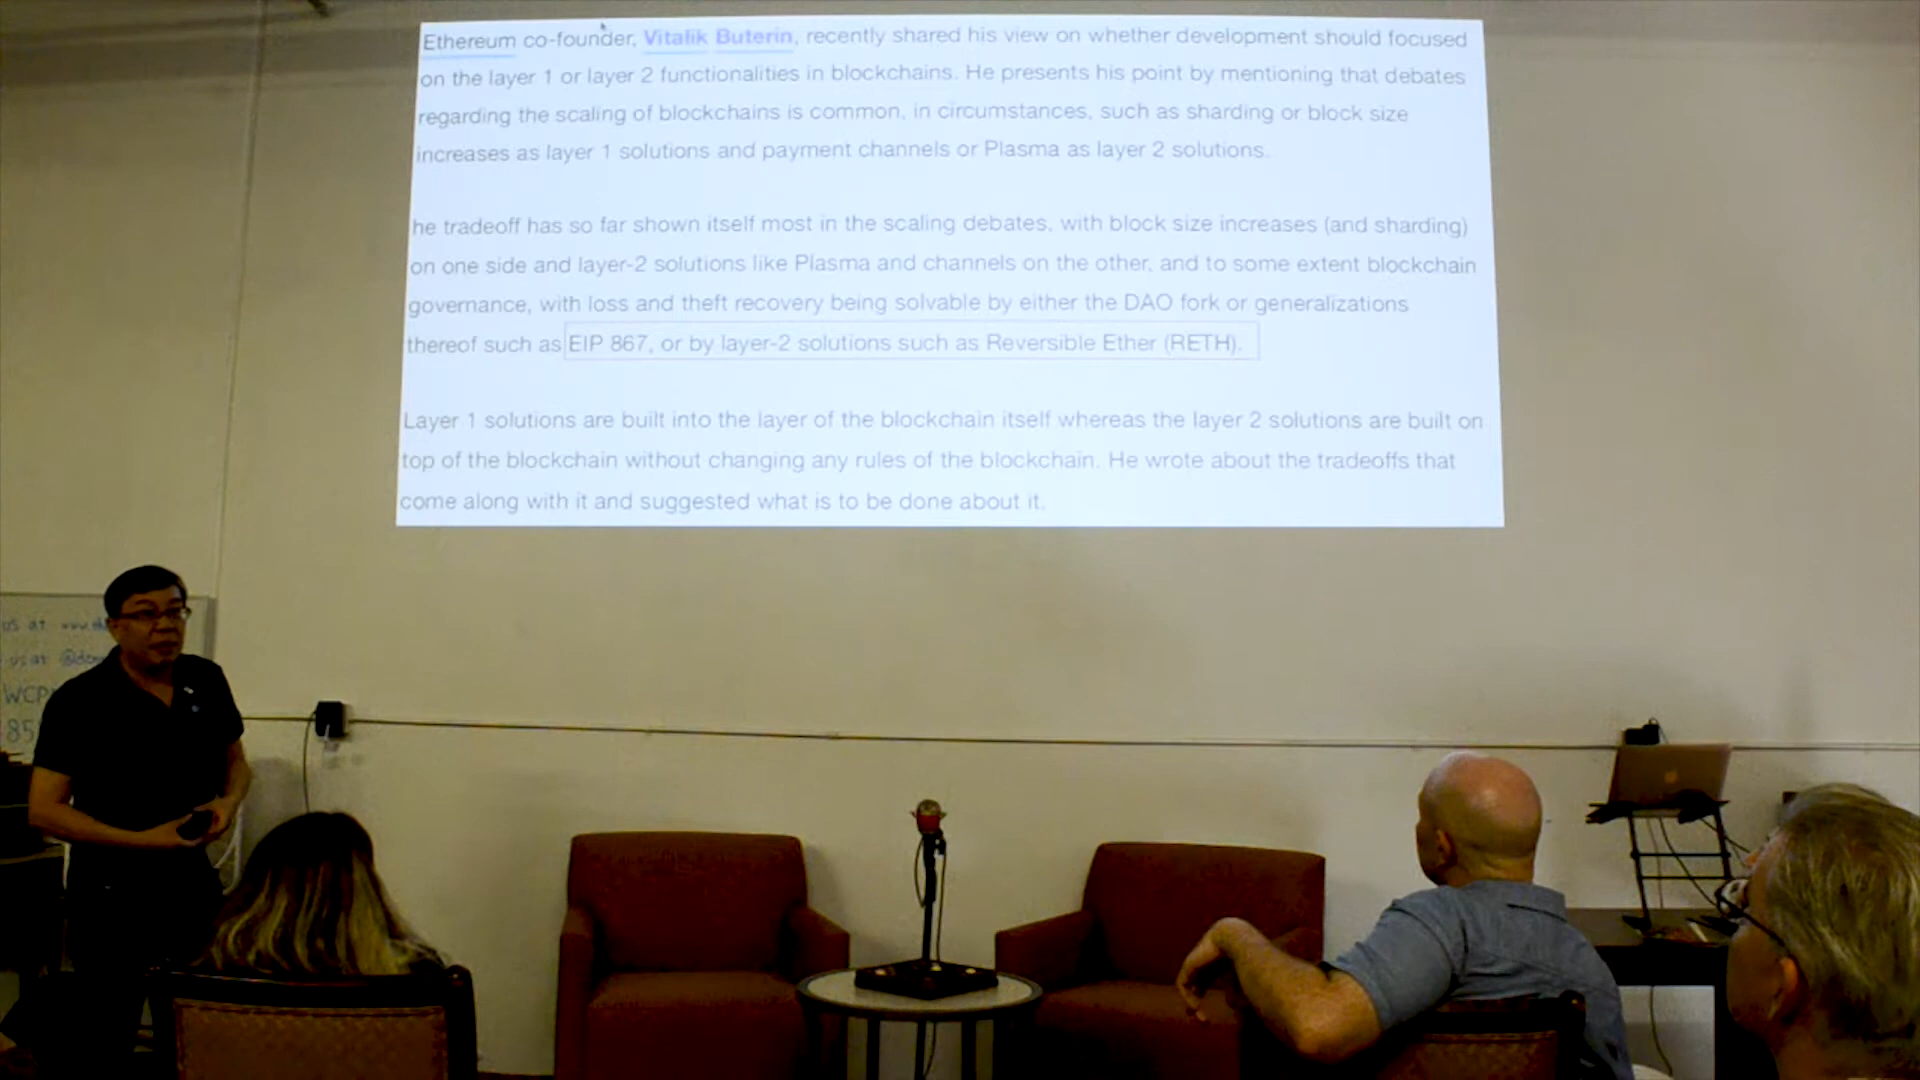 Ethereum co-founder, Vitalik Buterin, recently shared his view on whether development should focused
on the layer 1 or layer 2 functionalities in blockchains. He presents his point by mentioning that debates
regarding the scaling of blockchains is common, in circumstances, such as sharding or block size
increases as layer 1 solutions and payment channels or Plasma as layer 2 solutions.
he tradeoff has so far shown itself most in the scaling debates, with block size increases (and sharding)
on one side and layer-2 solutions like Plasma and channels on the other, and to some extent blockchain
governance, with loss and theft recovery being solvable by either the DAO fork or generalizations
thereof such as EIP 867, or by layer-2 solutions such as Reversible Ether (RETH).
Layer 1 solutions are built into the layer of the blockchain itself whereas the layer 2 solutions are built on
top of the blockchain without changing any rules of the blockchain. He wrote about the tradeoffs that
come along with it and suggested what is to be done about it.
us at
us at
WCP
85